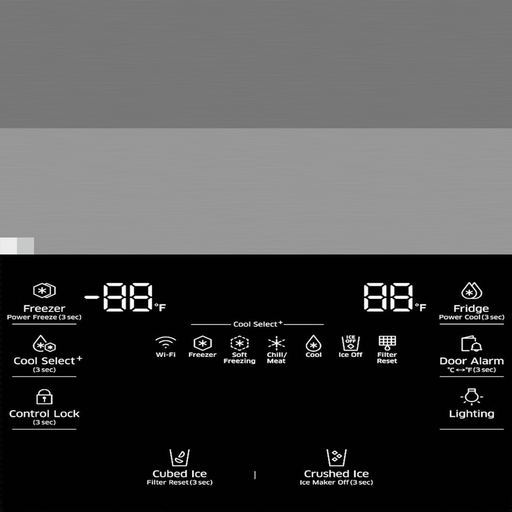 Freezer
Power Freeze (3 sec)
-88°F
88°F
Fridge
Power Cool (3 sec)
Cool Select+
Wi-Fi
Freezer
Soft
Freezing
Chill/
Meat
Cool
ICE
OFF
Ice Off
Filter
Reset
Cool Select+
(3 sec)
Door Alarm
°C↔°F (3 sec)
Control Lock
(3 sec)
Lighting
Cubed Ice
Filter Reset (3 sec)
|
Crushed Ice
Ice Maker Off (3 sec)